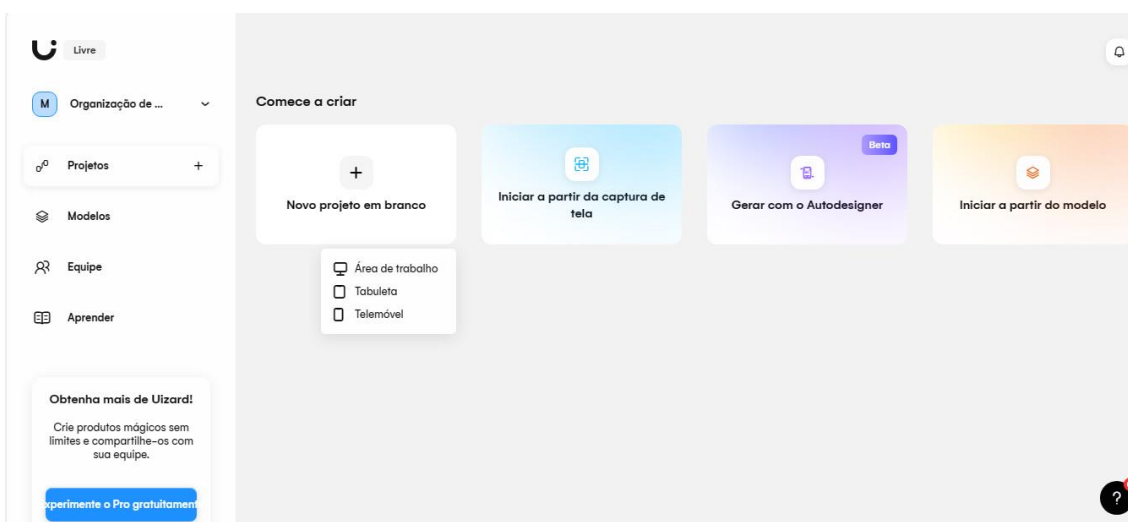 Livre
M Organização de ...
Projetos +
Modelos
Equipe
Aprender
Obtenha mais de Uizard!
Crie produtos mágicos sem
limites e compartilhe-os com
sua equipe.
xperimente o Pro gratuitament
Comece a criar
+
Novo projeto em branco
Área de trabalho
Tabuleta
Telemóvel
Iniciar a partir da captura de
tela
Beta
Gerar com o Autodesigner
Iniciar a partir do modelo
?